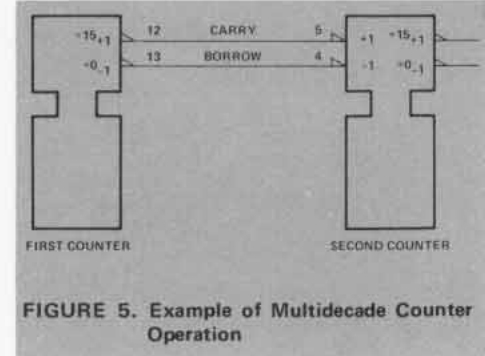 =15+1 12 CARRY 5 +1 =15+1
=0-1 13 BORROW 4 -1 =0-1
FIRST COUNTER SECOND COUNTER
FIGURE 5. Example of Multidecade Counter
Operation